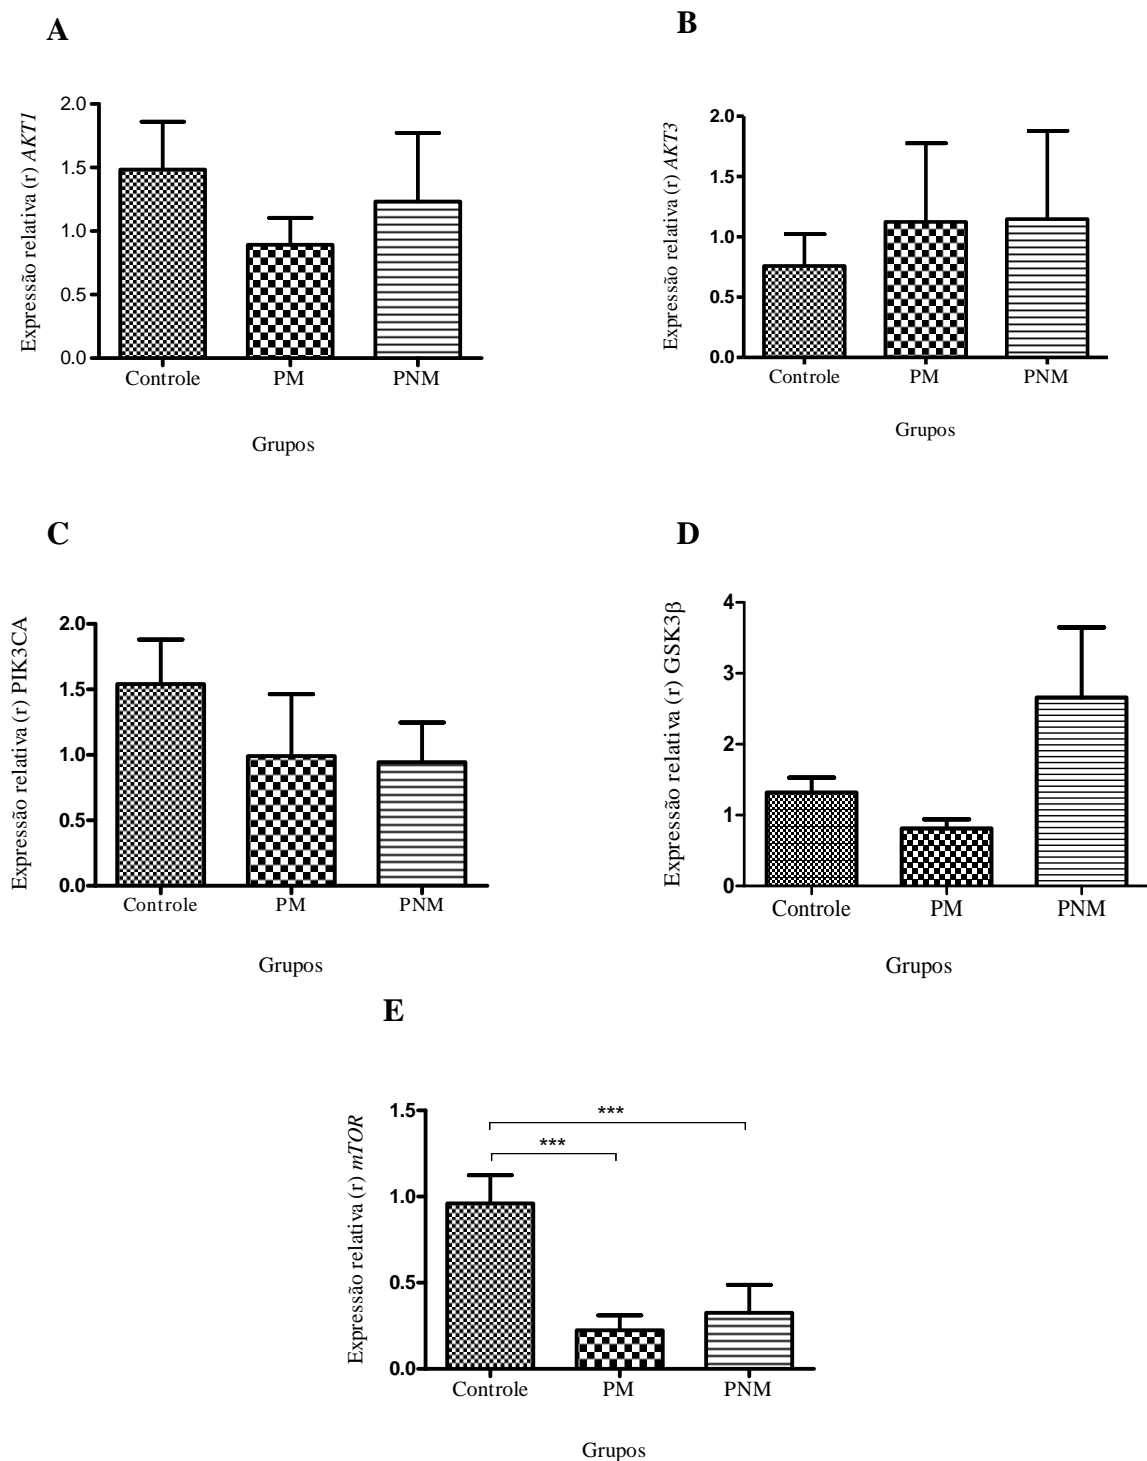 A
Expressão relativa (r) AKT1
2.0
1.5
1.0
0.5
0.0
Controle PM PNM
Grupos
B
Expressão relativa (r) AKT3
2.0
1.5
1.0
0.5
0.0
Controle PM PNM
Grupos
C
Expressão relativa (r) PIK3CA
2.0
1.5
1.0
0.5
0.0
Controle PM PNM
Grupos
D
Expressão relativa (r) GSK3β
4
3
2
1
0
Controle PM PNM
Grupos
E
Expressão relativa (r) mTOR
1.5
1.0
0.5
0.0
***
***
Controle PM PNM
Grupos